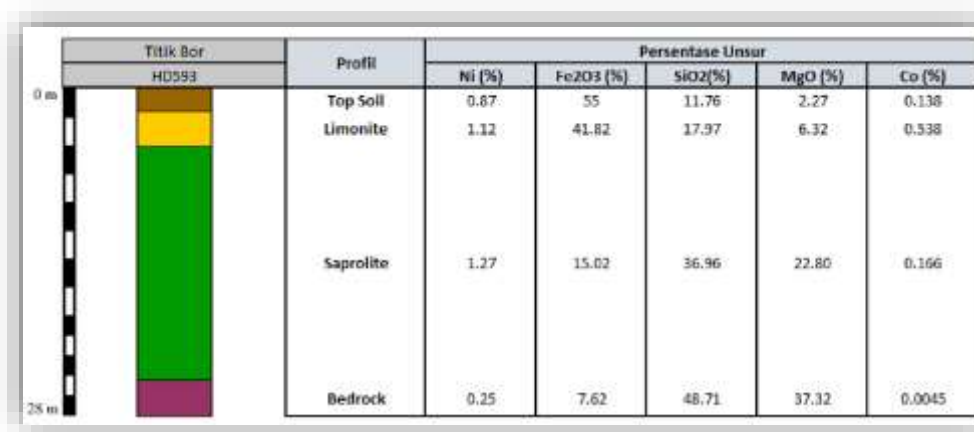 Titik Bor Profil Persentase Unsur
HD593 Ni (%) Fe2O3 (%) SiO2(%) MgO (%) Co (%)
0 m Top Soil 0.87 55 11.76 2.27 0.138
Limonite 1.12 41.82 17.97 6.32 0.538
Saprolite 1.27 15.02 36.96 22.80 0.166
28 m Bedrock 0.25 7.62 48.71 37.32 0.0045